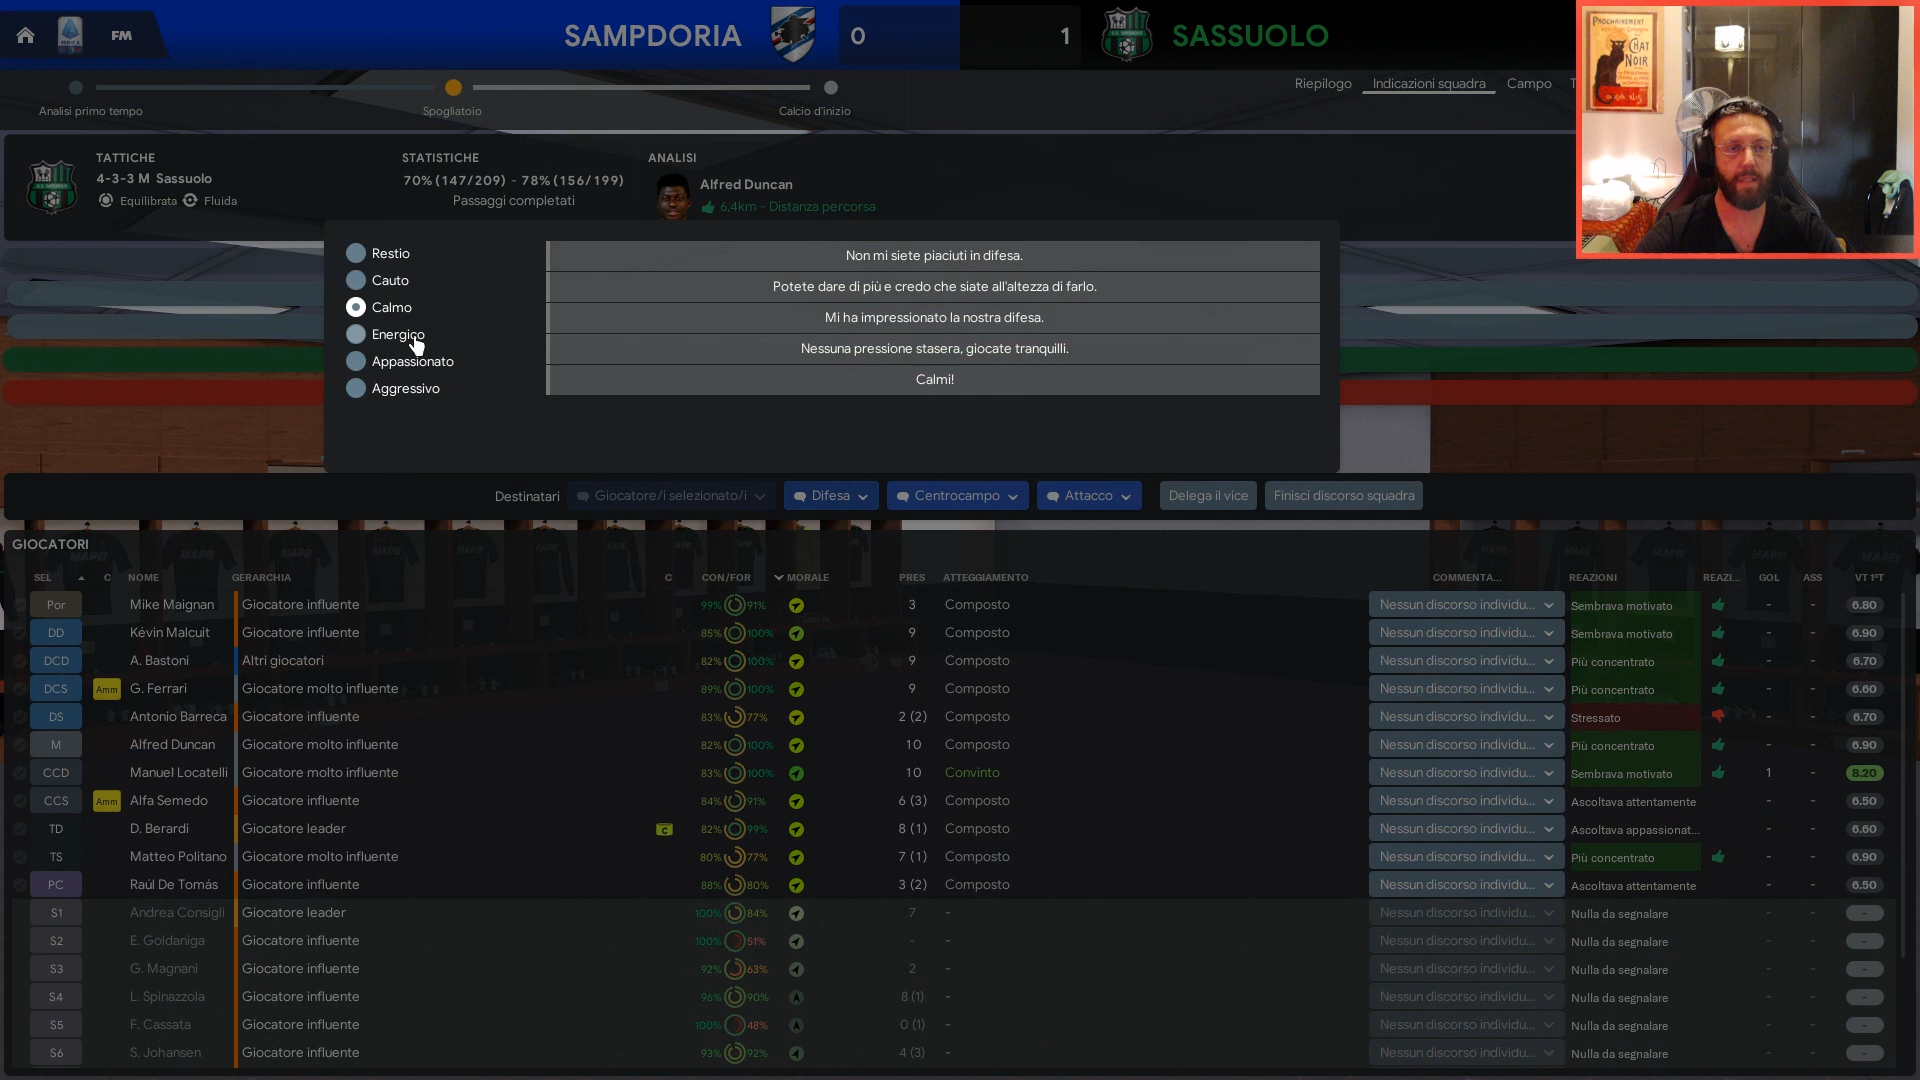 SERIE A
FM
SAMPDORIA
0
1
SASSUOLO
Analisi primo tempo
Spogliatoio
Calcio d'inizio
Riepilogo
Indicazioni squadra
Campo
T
PROCHAINEMENT
CHAT
NOIR
TATTICHE
4-3-3 M Sassuolo
Equilibrata
Fluida
STATISTICHE
70% (147/209) - 78% (156/199)
Passaggi completati
ANALISI
Alfred Duncan
6,4km - Distanza percorsa
Restio
Cauto
Calmo
Energico
Appassionato
Aggressivo
Non mi siete piaciuti in difesa.
Potete dare di più e credo che siate all'altezza di farlo.
Mi ha impressionato la nostra difesa.
Nessuna pressione stasera, giocate tranquilli.
Calmi!
Destinatari Giocatore/i selezionato/i Difesa Centrocampo Attacco Delega il vice Finisci discorso squadra
GIOCATORI
SEL C NOME GERARCHIA C CON/FOR MORALE PRES ATTEGGIAMENTO COMMENTA... REAZIONI REAZI... GOL ASS VT 1°T
Por Mike Maignan Giocatore influente 99% 91% 3 Composto Nessun discorso individu... Sembrava motivato - - 6.80
DD Kévin Malcuit Giocatore influente 85% 100% 9 Composto Nessun discorso individu... Sembrava motivato - - 6.90
DCD A. Bastoni Altri giocatori 82% 100% 9 Composto Nessun discorso individu... Più concentrato - - 6.70
DCS Amm G. Ferrari Giocatore molto influente 89% 100% 9 Composto Nessun discorso individu... Più concentrato - - 6.60
DS Antonio Barreca Giocatore influente 83% 77% 2 (2) Composto Nessun discorso individu... Stressato - - 6.70
M Alfred Duncan Giocatore molto influente 82% 100% 10 Composto Nessun discorso individu... Più concentrato - - 6.90
CCD Manuel Locatelli Giocatore molto influente 83% 100% 10 Convinto Nessun discorso individu... Sembrava motivato 1 - 8.20
CCS Amm Alfa Semedo Giocatore influente 84% 91% 6 (3) Composto Nessun discorso individu... Ascoltava attentamente - - 6.50
TD D. Berardi Giocatore leader C 82% 99% 8 (1) Composto Nessun discorso individu... Ascoltava appassionat... - - 6.60
TS Matteo Politano Giocatore molto influente 80% 77% 7 (1) Composto Nessun discorso individu... Più concentrato - - 6.90
PC Raúl De Tomás Giocatore influente 88% 80% 3 (2) Composto Nessun discorso individu... Ascoltava attentamente - - 6.50
S1 Andrea Consigli Giocatore leader 100% 84% 7 - Nessun discorso individu... Nulla da segnalare - - -
S2 E. Goldaniga Giocatore influente 100% 51% - - Nessun discorso individu... Nulla da segnalare - - -
S3 G. Magnani Giocatore influente 92% 63% 2 - Nessun discorso individu... Nulla da segnalare - - -
S4 L. Spinazzola Giocatore influente 96% 90% 8 (1) - Nessun discorso individu... Nulla da segnalare - - -
S5 F. Cassata Giocatore influente 100% 48% 0 (1) - Nessun discorso individu... Nulla da segnalare - - -
S6 S. Johansen Giocatore influente 93% 92% 4 (3) - Nessun discorso individu... Nulla da segnalare - - -